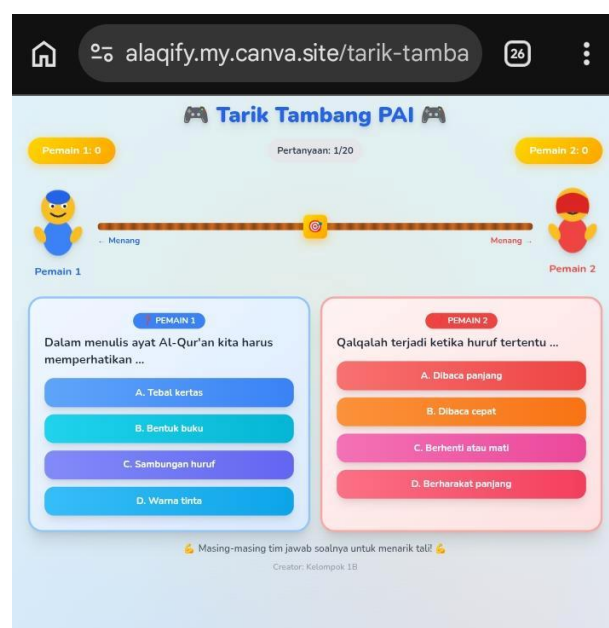 alaqify.my.canva.site/tarik-tamba
26
🎮 Tarik Tambang PAI 🎮
Pemain 1: 0
Pertanyaan: 1/20
Pemain 2: 0
← Menang
Menang →
Pemain 1
Pemain 2
PEMAIN 1
Dalam menulis ayat Al-Qur'an kita harus
memperhatikan ...
A. Tebal kertas
B. Bentuk buku
C. Sambungan huruf
D. Warna tinta
PEMAIN 2
Qalqalah terjadi ketika huruf tertentu ...
A. Dibaca panjang
B. Dibaca cepat
C. Berhenti atau mati
D. Berharakat panjang
💪 Masing-masing tim jawab soalnya untuk menarik tali! 💪
Creator: Kelompok 1B